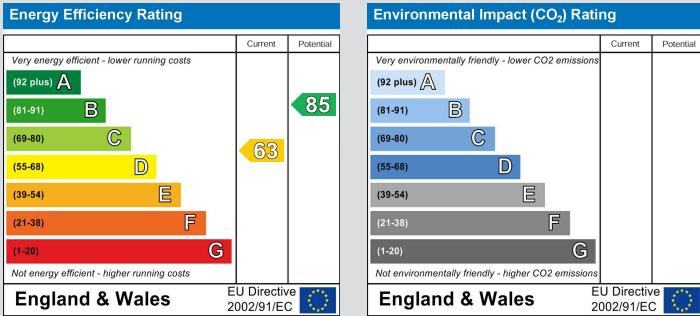 Energy Efficiency Rating
Current Potential
Very energy efficient - lower running costs
(92 plus) A
(81-91) B
85
(69-80) C
63
(55-68) D
(39-54) E
(21-38) F
(1-20) G
Not energy efficient - higher running costs
England & Wales
EU Directive
2002/91/EC
Environmental Impact (CO₂) Rating
Current Potential
Very environmentally friendly - lower CO2 emissions
(92 plus) A
(81-91) B
(69-80) C
(55-68) D
(39-54) E
(21-38) F
(1-20) G
Not environmentally friendly - higher CO2 emissions
England & Wales
EU Directive
2002/91/EC